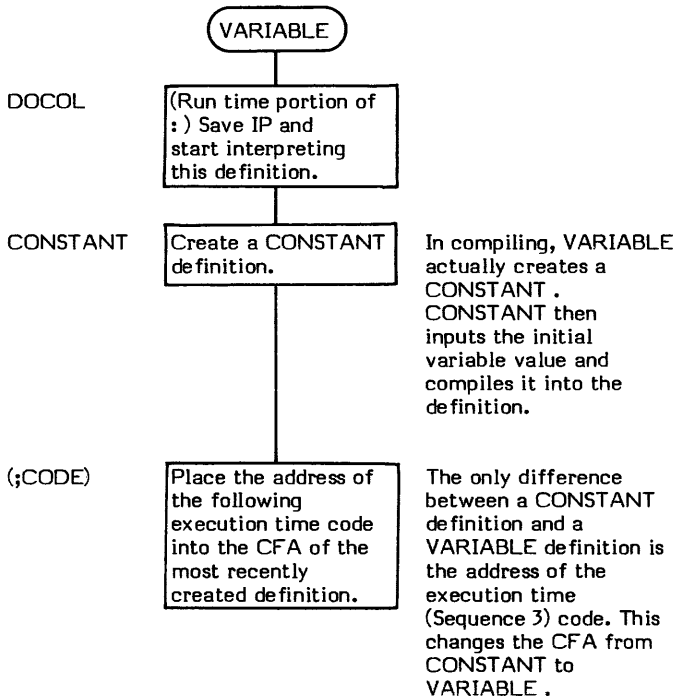 VARIABLE
DOCOL
(Run time portion of
: ) Save IP and
start interpreting
this definition.
CONSTANT
Create a CONSTANT
definition.
In compiling, VARIABLE
actually creates a
CONSTANT .
CONSTANT then
inputs the initial
variable value and
compiles it into the
definition.
(;CODE)
Place the address of
the following
execution time code
into the CFA of the
most recently
created definition.
The only difference
between a CONSTANT
definition and a
VARIABLE definition is
the address of the
execution time
(Sequence 3) code. This
changes the CFA from
CONSTANT to
VARIABLE .